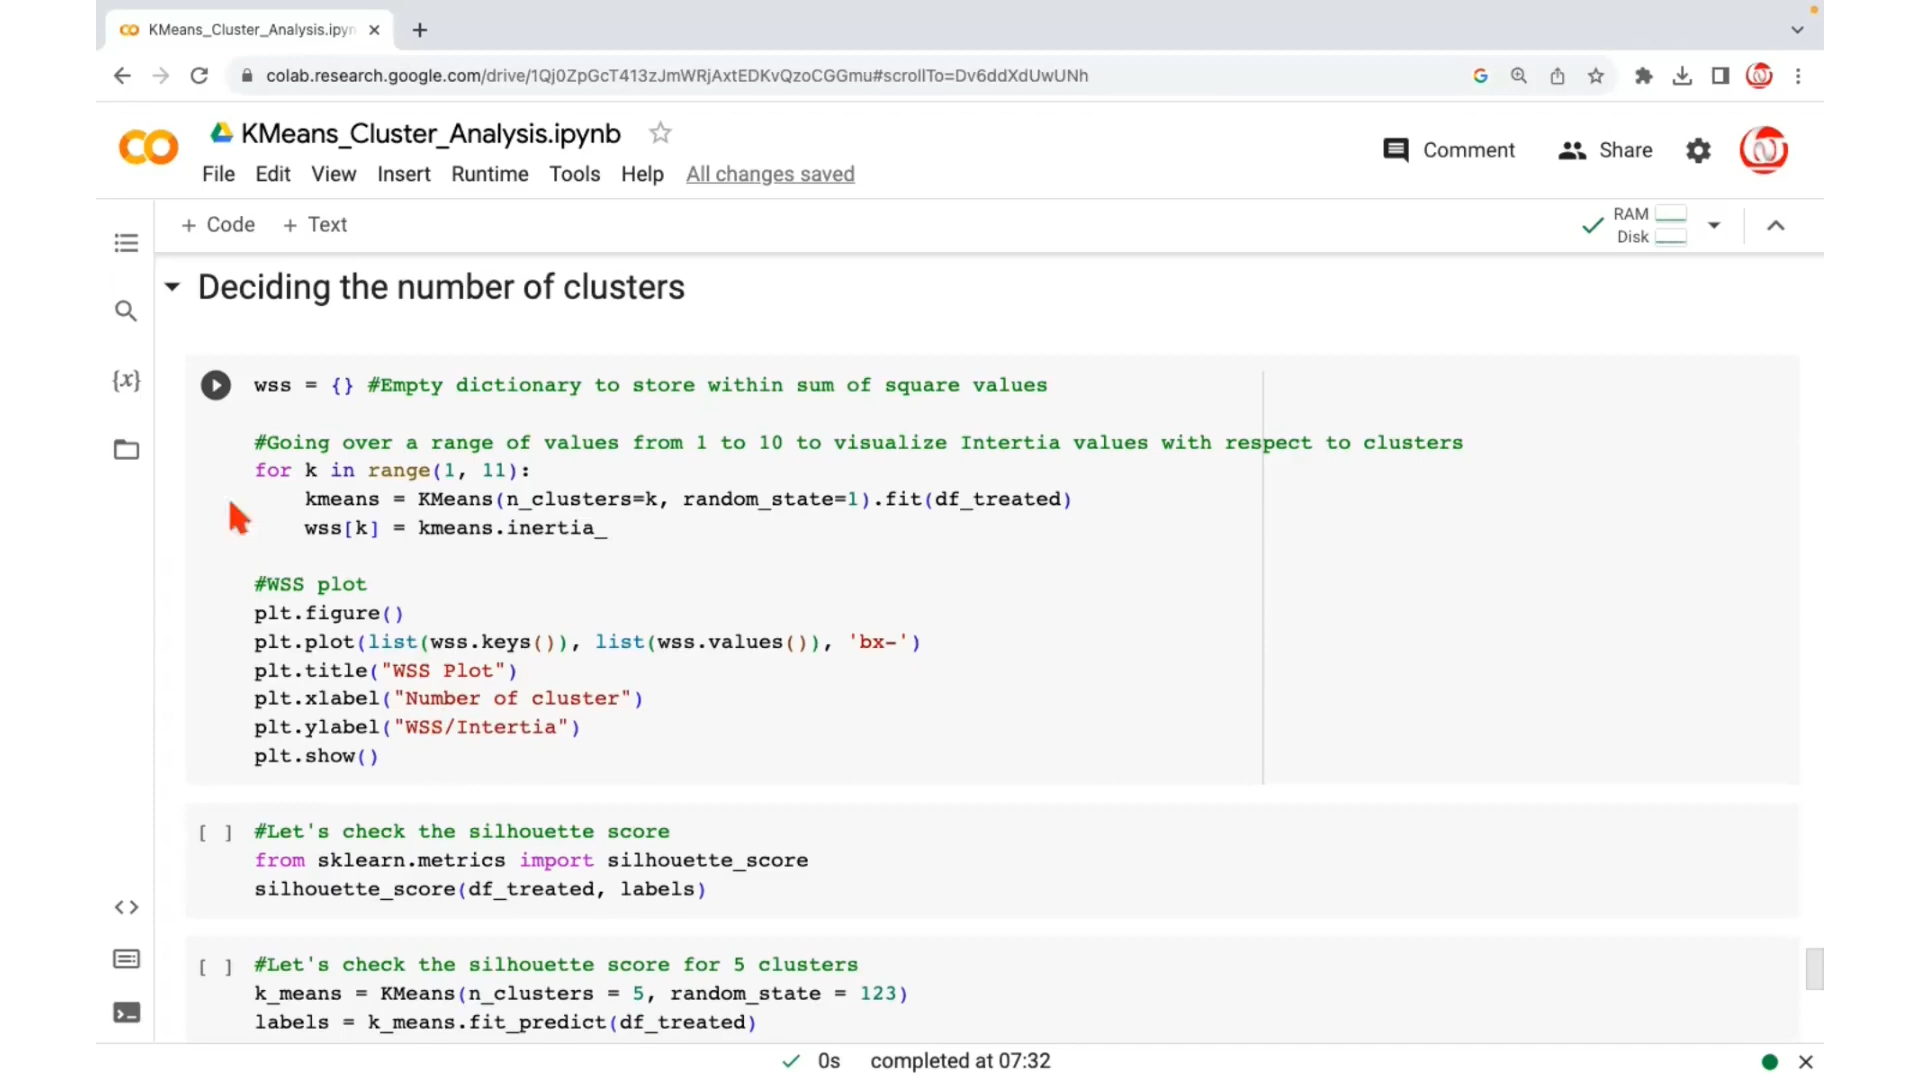 KMeans_Cluster_Analysis.ipyn
colab.research.google.com/drive/1Qj0ZpGcT413zJmWRjAxtEDKvQzoCGGmu#scrollTo=Dv6ddXdUwUNh
KMeans_Cluster_Analysis.ipynb
Comment Share
File Edit View Insert Runtime Tools Help All changes saved
+ Code + Text
RAM
Disk
Deciding the number of clusters
wss = {} #Empty dictionary to store within sum of square values
#Going over a range of values from 1 to 10 to visualize Intertia values with respect to clusters
for k in range(1, 11):
kmeans = KMeans(n_clusters=k, random_state=1).fit(df_treated)
wss[k] = kmeans.inertia_
#WSS plot
plt.figure()
plt.plot(list(wss.keys()), list(wss.values()), 'bx-')
plt.title("WSS Plot")
plt.xlabel("Number of cluster")
plt.ylabel("WSS/Intertia")
plt.show()
[ ] #Let's check the silhouette score
from sklearn.metrics import silhouette_score
silhouette_score(df_treated, labels)
[ ] #Let's check the silhouette score for 5 clusters
k_means = KMeans(n_clusters = 5, random_state = 123)
labels = k_means.fit_predict(df_treated)
0s completed at 07:32